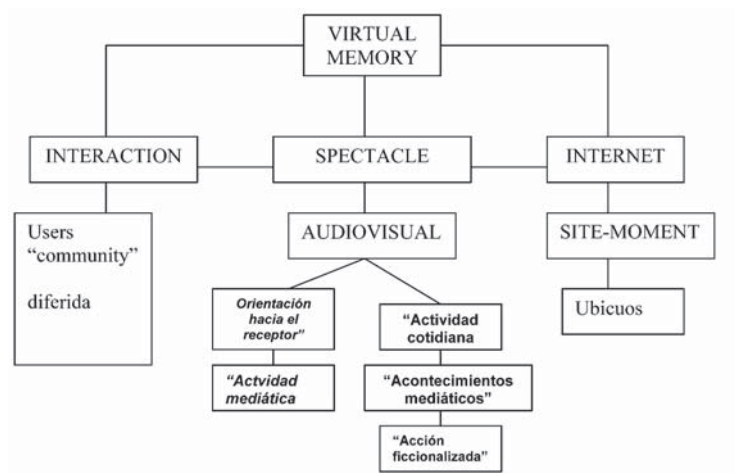 VIRTUAL
MEMORY
INTERACTION
SPECTACLE
INTERNET
Users
“community”
diferida
AUDIOVISUAL
SITE-MOMENT
Ubicuos
Orientación
hacia el
receptor”
“Actividad
cotidiana
“Actvidad
mediática
“Acontecimientos
mediáticos”
“Acción
ficcionalizada”